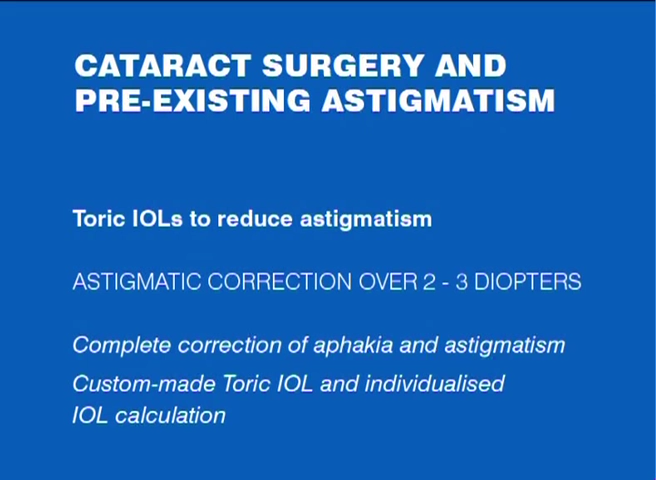 CATARACT SURGERY AND
PRE-EXISTING ASTIGMATISM
Toric IOLs to reduce astigmatism
ASTIGMATIC CORRECTION OVER 2 - 3 DIOPTERS
Complete correction of aphakia and astigmatism
Custom-made Toric IOL and individualised
IOL calculation